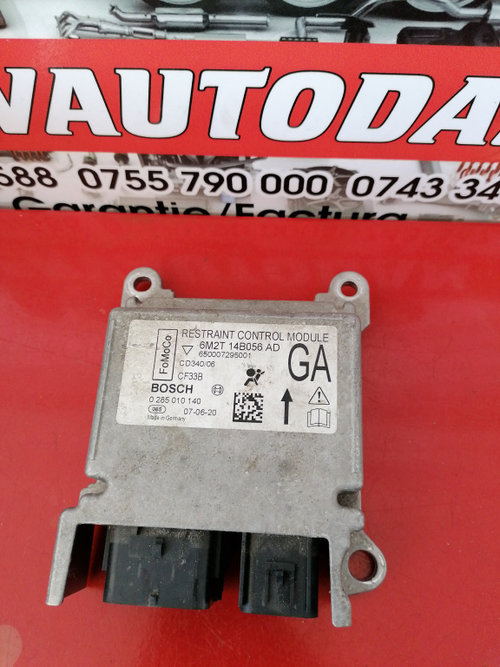 NAUTODA
688 0755 790 000 0743 34
Garantie/Factura
RESTRAINT CONTROL MODULE
FoMoCo
6M2T 14B056 AD
650007295001
CD340/06
CF33B
GA
BOSCH
0 285 010 140
965 07-06-20
Made in Germany